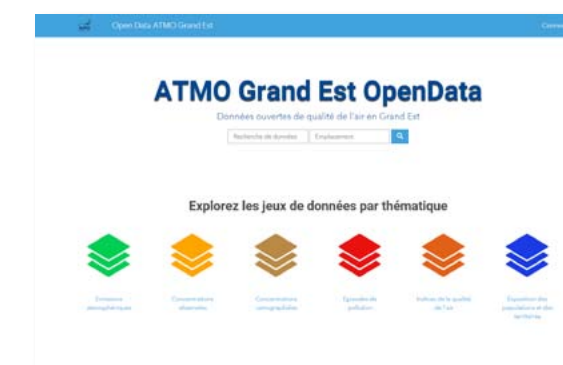 Open Data ATMO Grand Est
ATMO Grand Est OpenData
Données ouvertes de qualité de l'air en Grand Est
Recherche de données Emplacement
Explorez les jeux de données par thématique
Emissions atmosphériques
Concentrations observées
Concentrations cartographiées
Episodes de pollution
Indices de la qualité de l'air
Exposition des populations et des territoires